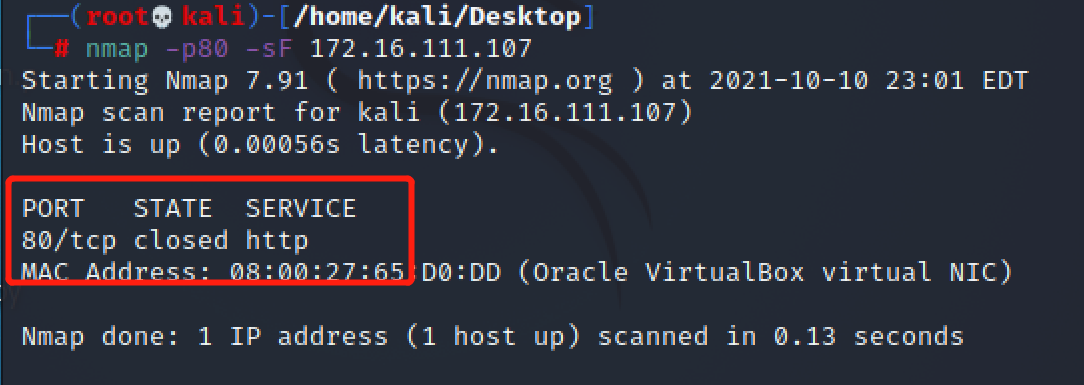 (root💀kali)-[/home/kali/Desktop]
# nmap -p80 -sF 172.16.111.107
Starting Nmap 7.91 ( https://nmap.org ) at 2021-10-10 23:01 EDT
Nmap scan report for kali (172.16.111.107)
Host is up (0.00056s latency).
PORT   STATE  SERVICE
80/tcp closed http
MAC Address: 08:00:27:65:D0:DD (Oracle VirtualBox virtual NIC)
Nmap done: 1 IP address (1 host up) scanned in 0.13 seconds